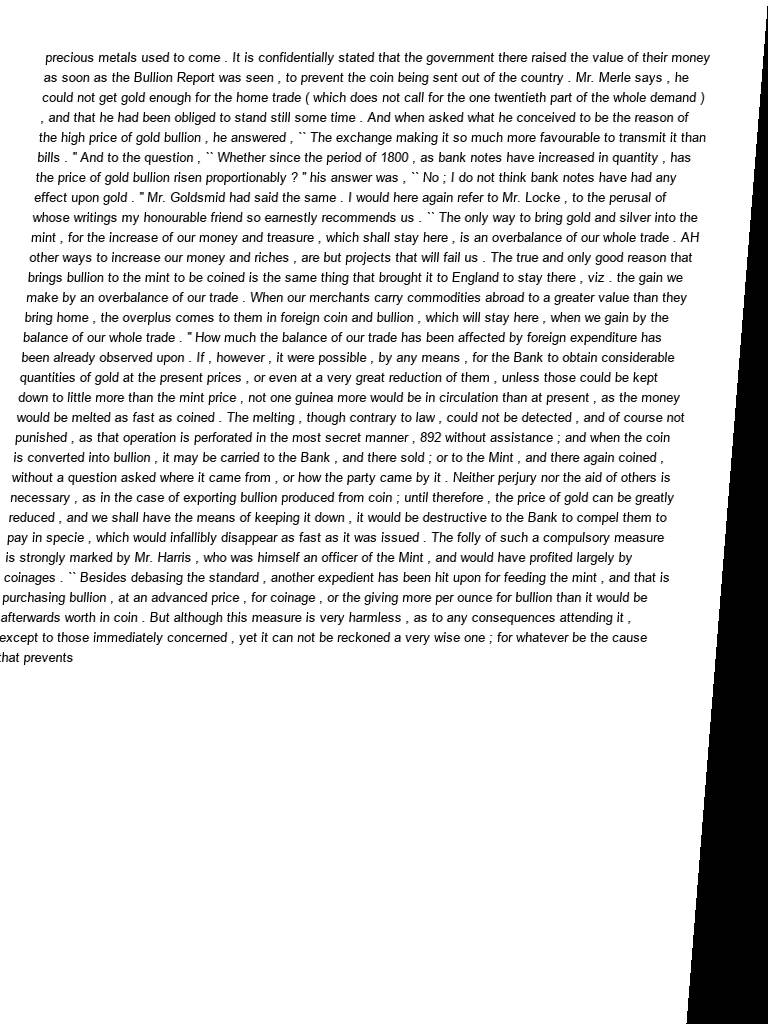 precious metals used to come . It is confidentially stated that the government there raised the value of their money
as soon as the Bullion Report was seen , to prevent the coin being sent out of the country . Mr. Merle says , he
could not get gold enough for the home trade ( which does not call for the one twentieth part of the whole demand )
, and that he had been obliged to stand still some time . And when asked what he conceived to be the reason of
the high price of gold bullion , he answered , `` The exchange making it so much more favourable to transmit it than
bills . " And to the question , `` Whether since the period of 1800 , as bank notes have increased in quantity , has
the price of gold bullion risen proportionably ? " his answer was , `` No ; I do not think bank notes have had any
effect upon gold . " Mr. Goldsmid had said the same . I would here again refer to Mr. Locke , to the perusal of
whose writings my honourable friend so earnestly recommends us . `` The only way to bring gold and silver into the
mint , for the increase of our money and treasure , which shall stay here , is an overbalance of our whole trade . AH
other ways to increase our money and riches , are but projects that will fail us . The true and only good reason that
brings bullion to the mint to be coined is the same thing that brought it to England to stay there , viz . the gain we
make by an overbalance of our trade . When our merchants carry commodities abroad to a greater value than they
bring home , the overplus comes to them in foreign coin and bullion , which will stay here , when we gain by the
balance of our whole trade . " How much the balance of our trade has been affected by foreign expenditure has
been already observed upon . If , however , it were possible , by any means , for the Bank to obtain considerable
quantities of gold at the present prices , or even at a very great reduction of them , unless those could be kept
down to little more than the mint price , not one guinea more would be in circulation than at present , as the money
would be melted as fast as coined . The melting , though contrary to law , could not be detected , and of course not
punished , as that operation is perforated in the most secret manner , 892 without assistance ; and when the coin
is converted into bullion , it may be carried to the Bank , and there sold ; or to the Mint , and there again coined ,
without a question asked where it came from , or how the party came by it . Neither perjury nor the aid of others is
necessary , as in the case of exporting bullion produced from coin ; until therefore , the price of gold can be greatly
reduced , and we shall have the means of keeping it down , it would be destructive to the Bank to compel them to
pay in specie , which would infallibly disappear as fast as it was issued . The folly of such a compulsory measure
is strongly marked by Mr. Harris , who was himself an officer of the Mint , and would have profited largely by
coinages . `` Besides debasing the standard , another expedient has been hit upon for feeding the mint , and that is
purchasing bullion , at an advanced price , for coinage , or the giving more per ounce for bullion than it would be
afterwards worth in coin . But although this measure is very harmless , as to any consequences attending it ,
except to those immediately concerned , yet it can not be reckoned a very wise one ; for whatever be the cause
that prevents